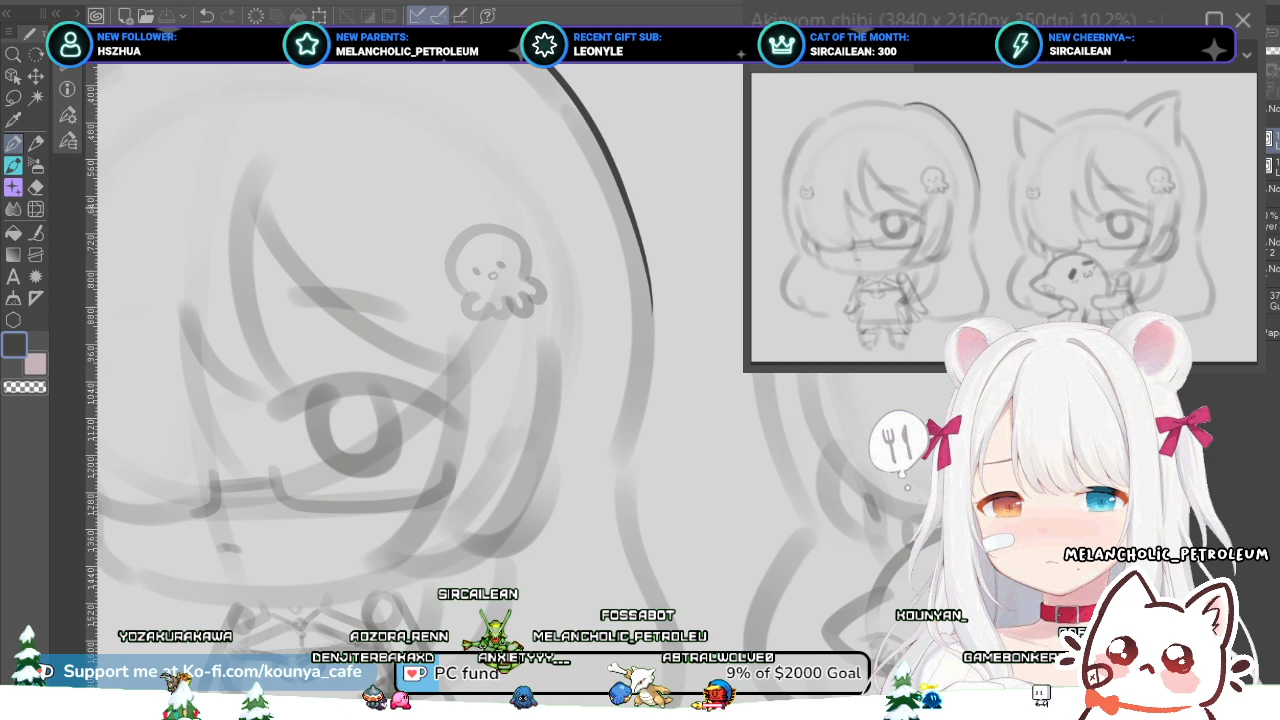 Akinyom chibi (3840 x 2160px 350dpi 10.2%) - (
NEW FOLLOWER:
HSZHUA
NEW PARENTS:
MELANCHOLIC_PETROLEUM
RECENT GIFT SUB:
LEONYLE
CAT OF THE MONTH:
SIRCAILEAN: 300
NEW CHEERNYA~:
SIRCAILEAN
MELANCHOLIC_PETROLEUM
SIRCAILEAN
FOSSABOT
KOUNYAN_
YOZAKURAKAWA
AOZORA_RENN
MELANCHOLIC_PETROLEU
DENJITERBAKAXD
ANXIETYYY___
ASTRALWOLVE0
GAMEBONKER
Support me at Ko-fi.com/kounya_cafe
PC fund
9% of $2000 Goal